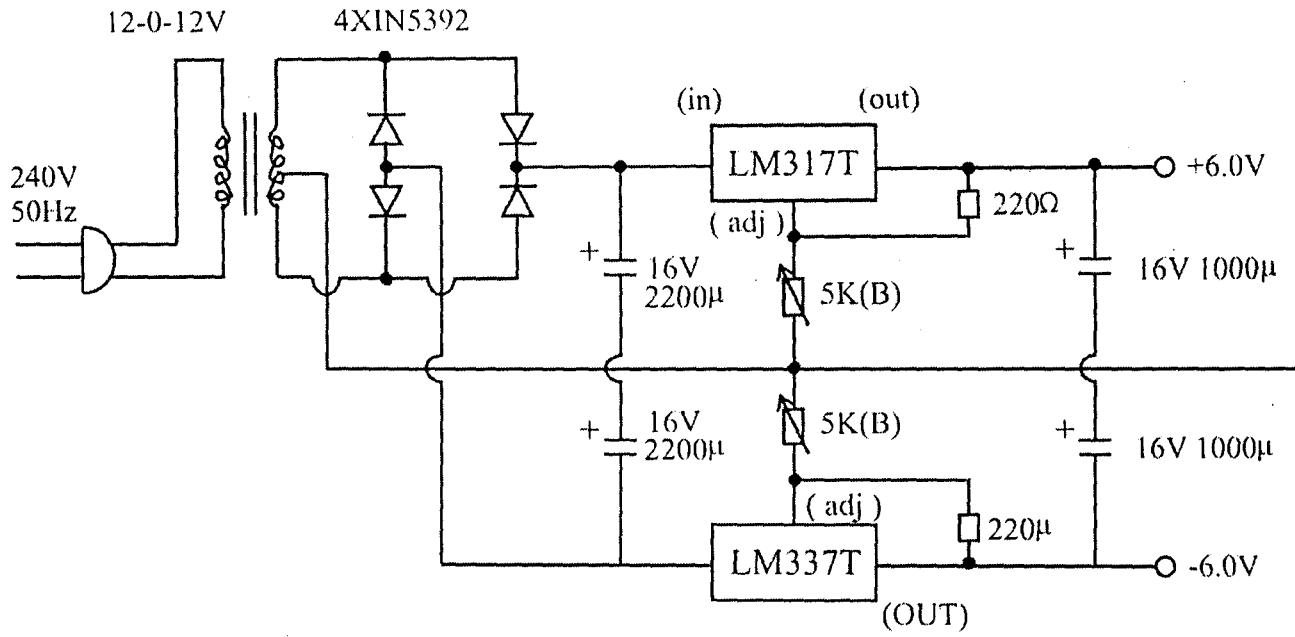 12-0-12V
4XIN5392
(in)
(out)
LM317T
+6.0V
240V
50Hz
220Ω
( adj )
+
16V
2200µ
5K(B)
+
16V 1000µ
+
16V
2200µ
5K(B)
+
16V 1000µ
( adj )
220µ
LM337T
-6.0V
(OUT)